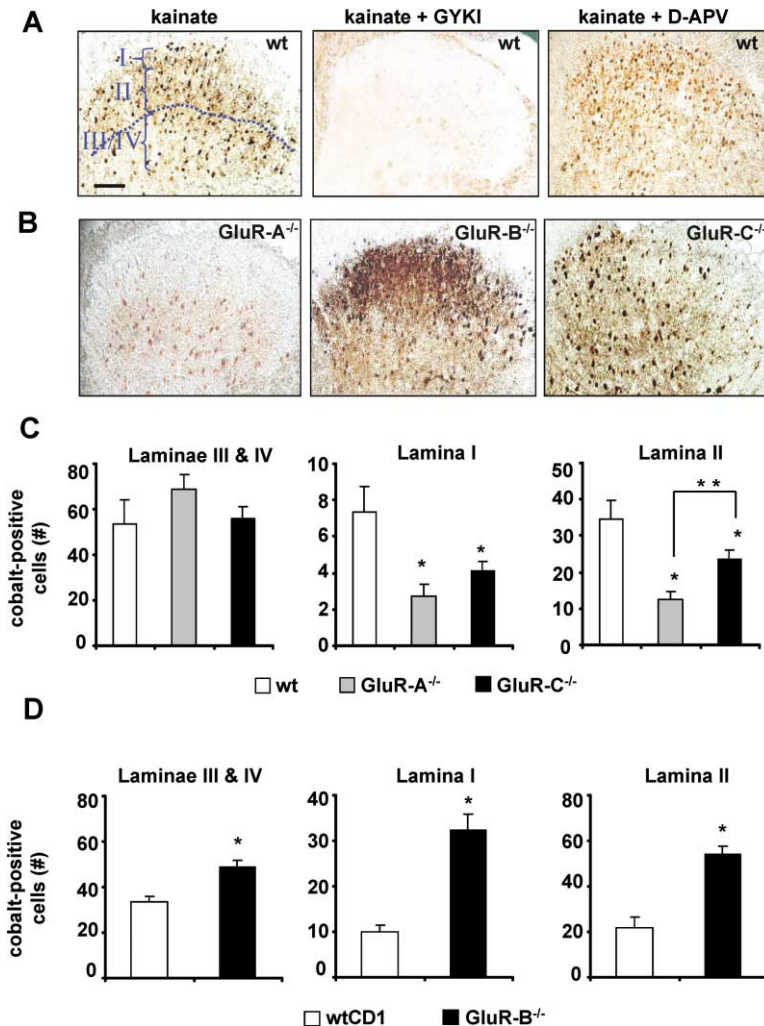 A
kainate
kainate + GYKI
kainate + D-APV
wt
wt
wt
I
II
III/IV
B
GluR-A-/-
GluR-B-/-
GluR-C-/-
C
Laminae III & IV
Lamina I
Lamina II
cobalt-positive
cells (#)
80
60
40
20
0
8
6
4
2
0
*
*
50
40
30
20
10
0
* *
*
*
wt
GluR-A-/-
GluR-C-/-
D
Laminae III & IV
Lamina I
Lamina II
cobalt-positive
cells (#)
80
60
40
20
0
*
40
30
20
10
0
*
80
60
40
20
0
*
wtCD1
GluR-B-/-